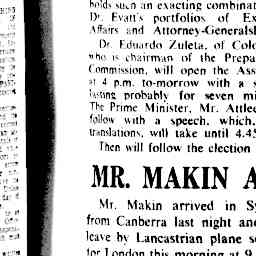 holds such an exacting combinat
Dr. Evatt's portfolios of Ex
Affairs and Attorney-Generalsh
Dr. Eduardo Zuleta, of Colo
who is chairman of the Prepa
Commission, will open the Ass
at 4 p.m. to-morrow with a s
lasting probably for seven mi
The Prime Minister, Mr. Attlee
follow with a speech, which,
translations, will take until 4.45
Then will follow the election
MR. MAKIN A
Mr. Makin arrived in Sy
from Canberra last night and
leave by Lancastrian plane s
for London this morning at 9